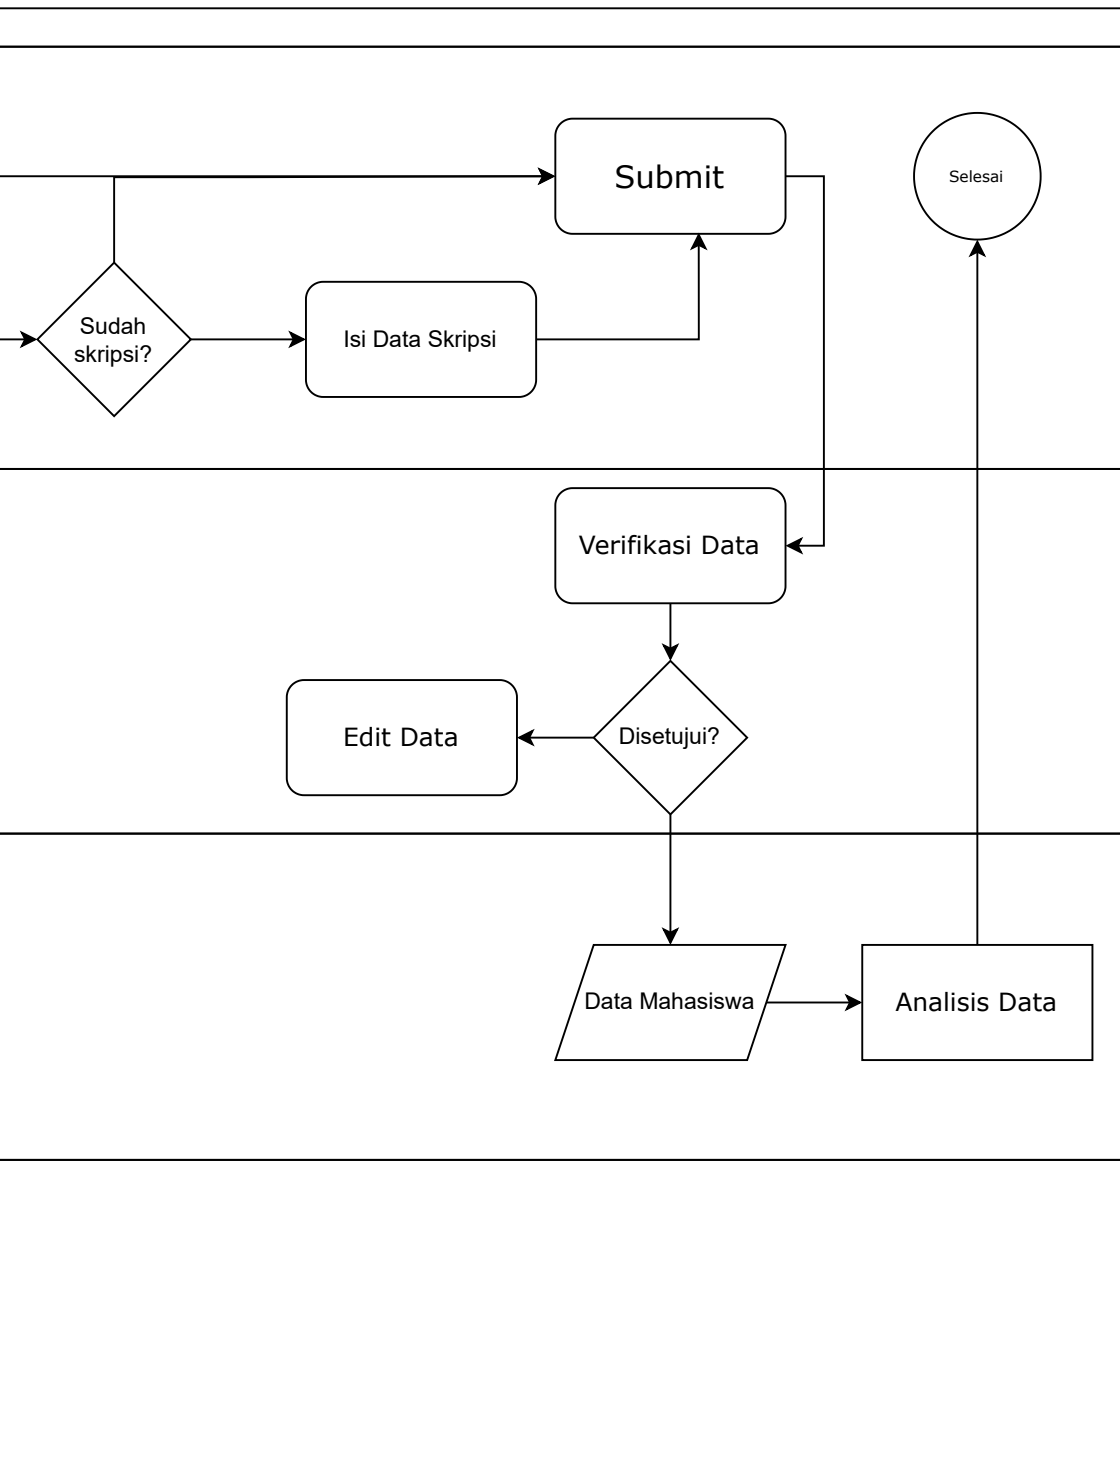 Submit
Selesai
Sudah
skripsi?
Isi Data Skripsi
Verifikasi Data
Edit Data
Disetujui?
Data Mahasiswa
Analisis Data